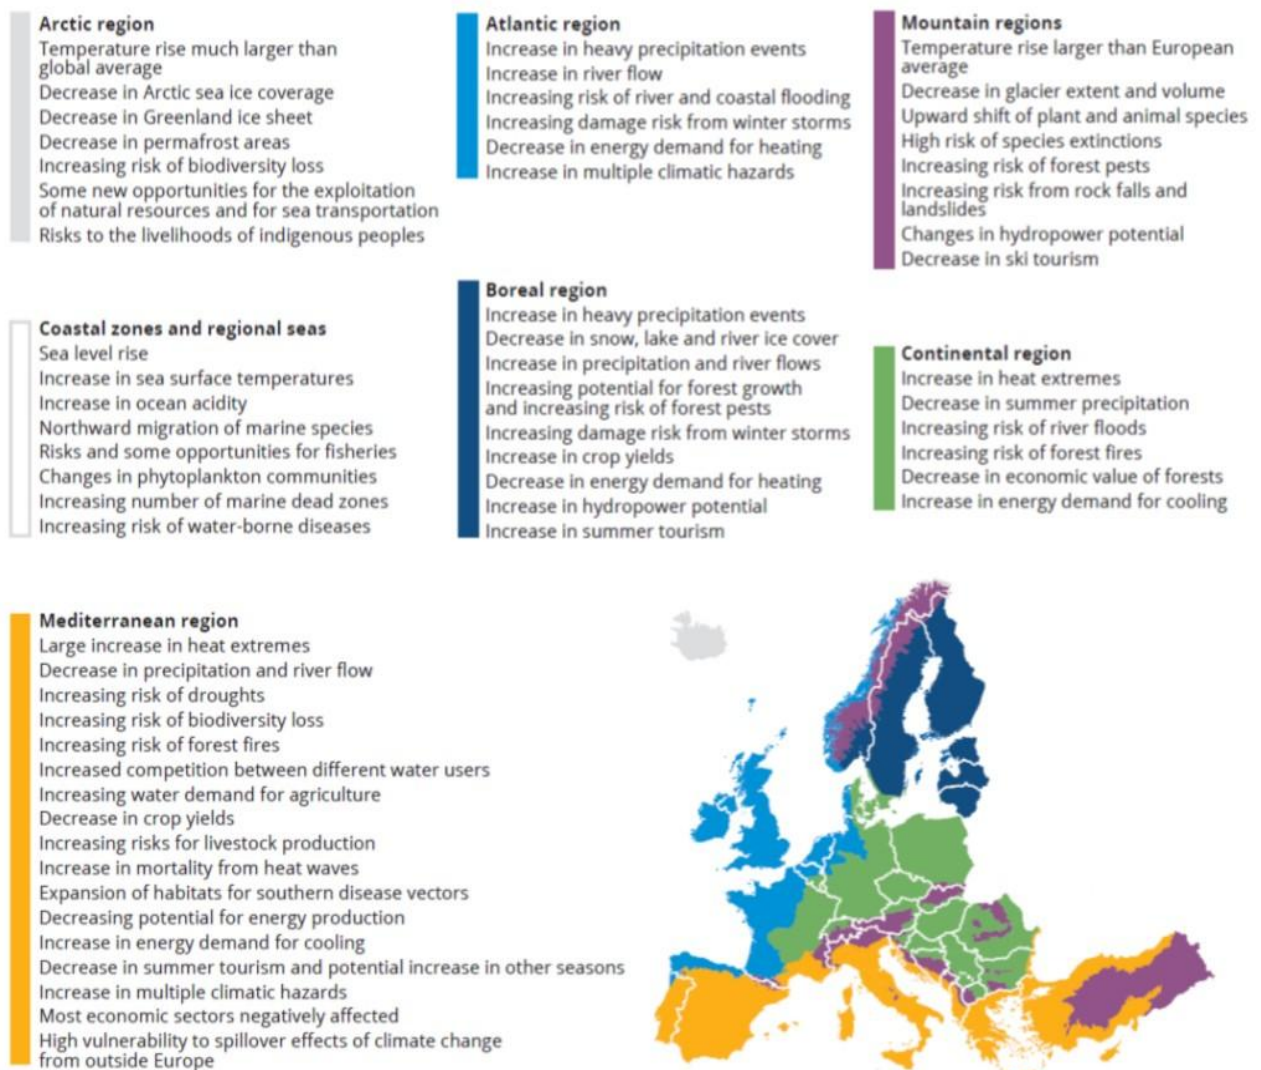 Arctic region
Temperature rise much larger than
global average
Decrease in Arctic sea ice coverage
Decrease in Greenland ice sheet
Decrease in permafrost areas
Increasing risk of biodiversity loss
Some new opportunities for the exploitation
of natural resources and for sea transportation
Risks to the livelihoods of indigenous peoples
Atlantic region
Increase in heavy precipitation events
Increase in river flow
Increasing risk of river and coastal flooding
Increasing damage risk from winter storms
Decrease in energy demand for heating
Increase in multiple climatic hazards
Mountain regions
Temperature rise larger than European
average
Decrease in glacier extent and volume
Upward shift of plant and animal species
High risk of species extinctions
Increasing risk of forest pests
Increasing risk from rock falls and
landslides
Changes in hydropower potential
Decrease in ski tourism
Coastal zones and regional seas
Sea level rise
Increase in sea surface temperatures
Increase in ocean acidity
Northward migration of marine species
Risks and some opportunities for fisheries
Changes in phytoplankton communities
Increasing number of marine dead zones
Increasing risk of water-borne diseases
Boreal region
Increase in heavy precipitation events
Decrease in snow, lake and river ice cover
Increase in precipitation and river flows
Increasing potential for forest growth
and increasing risk of forest pests
Increasing damage risk from winter storms
Increase in crop yields
Decrease in energy demand for heating
Increase in hydropower potential
Increase in summer tourism
Continental region
Increase in heat extremes
Decrease in summer precipitation
Increasing risk of river floods
Increasing risk of forest fires
Decrease in economic value of forests
Increase in energy demand for cooling
Mediterranean region
Large increase in heat extremes
Decrease in precipitation and river flow
Increasing risk of droughts
Increasing risk of biodiversity loss
Increasing risk of forest fires
Increased competition between different water users
Increasing water demand for agriculture
Decrease in crop yields
Increasing risks for livestock production
Increase in mortality from heat waves
Expansion of habitats for southern disease vectors
Decreasing potential for energy production
Increase in energy demand for cooling
Decrease in summer tourism and potential increase in other seasons
Increase in multiple climatic hazards
Most economic sectors negatively affected
High vulnerability to spillover effects of climate change
from outside Europe